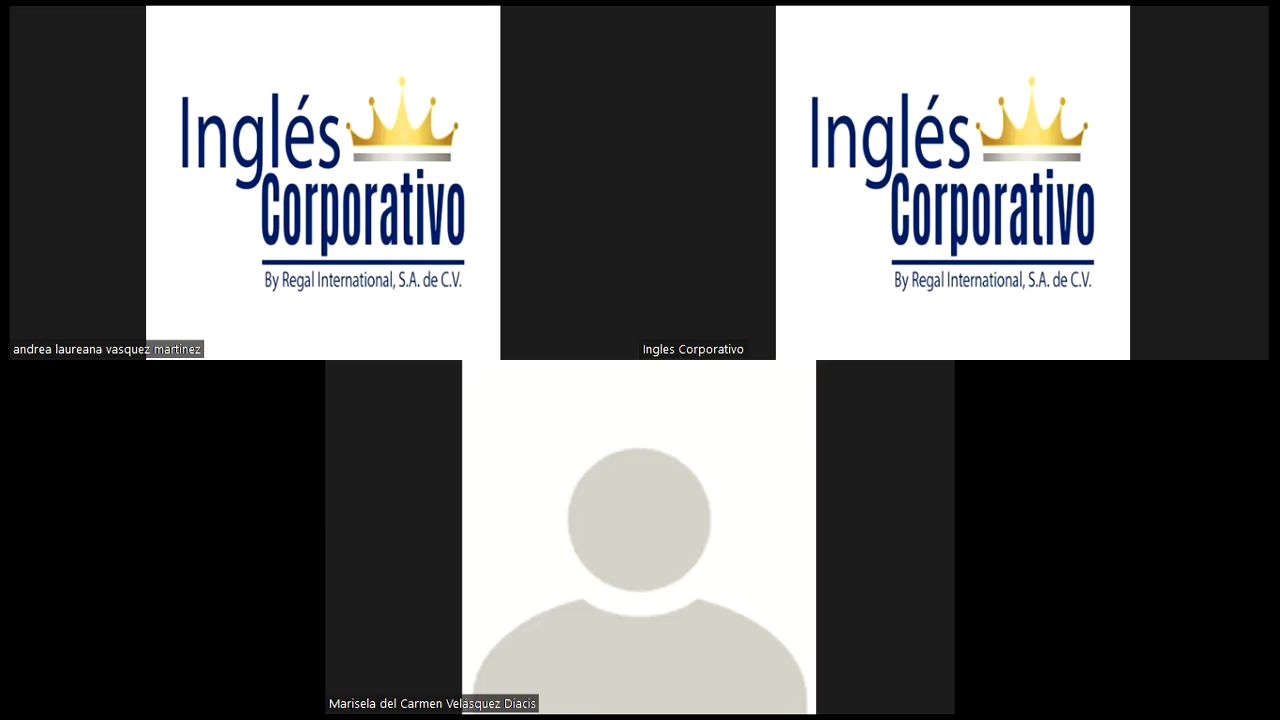 Inglés
Corporativo
By Regal International, S.A. de C.V.
andrea laureana vasquez martinez
Inglés
Corporativo
By Regal International, S.A. de C.V.
Ingles Corporativo
Marisela del Carmen Velásquez Díacis